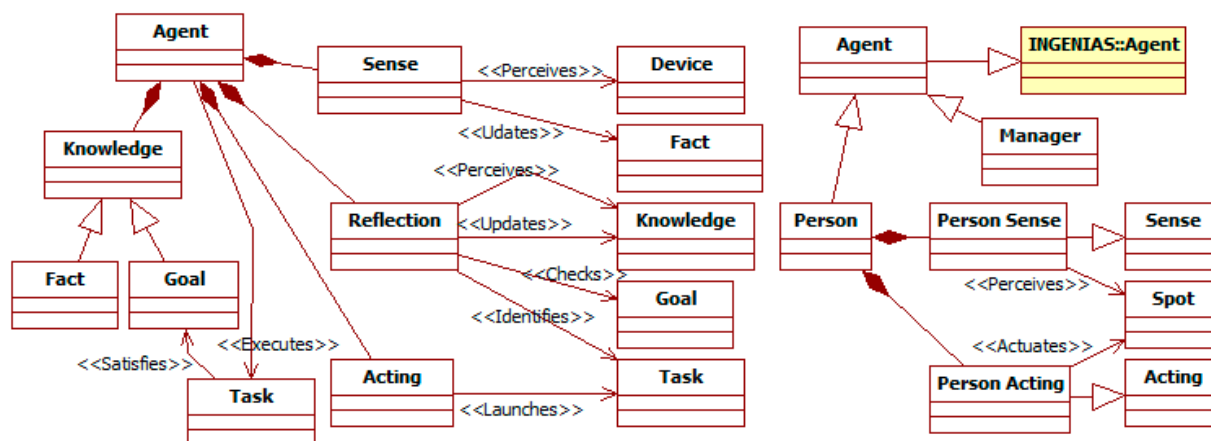 Agent
Sense
<<Perceives>>
Device
<<Udates>>
Fact
Knowledge
<<Perceives>>
Reflection
<<Updates>>
Knowledge
Fact
Goal
<<Checks>>
Goal
<<Identifies>>
<<Satisfies>>
<<Executes>>
Task
Acting
<<Launches>>
Task
Agent
INGENIAS::Agent
Manager
Person
Person Sense
Sense
<<Perceives>>
Spot
<<Actuates>>
Person Acting
Acting